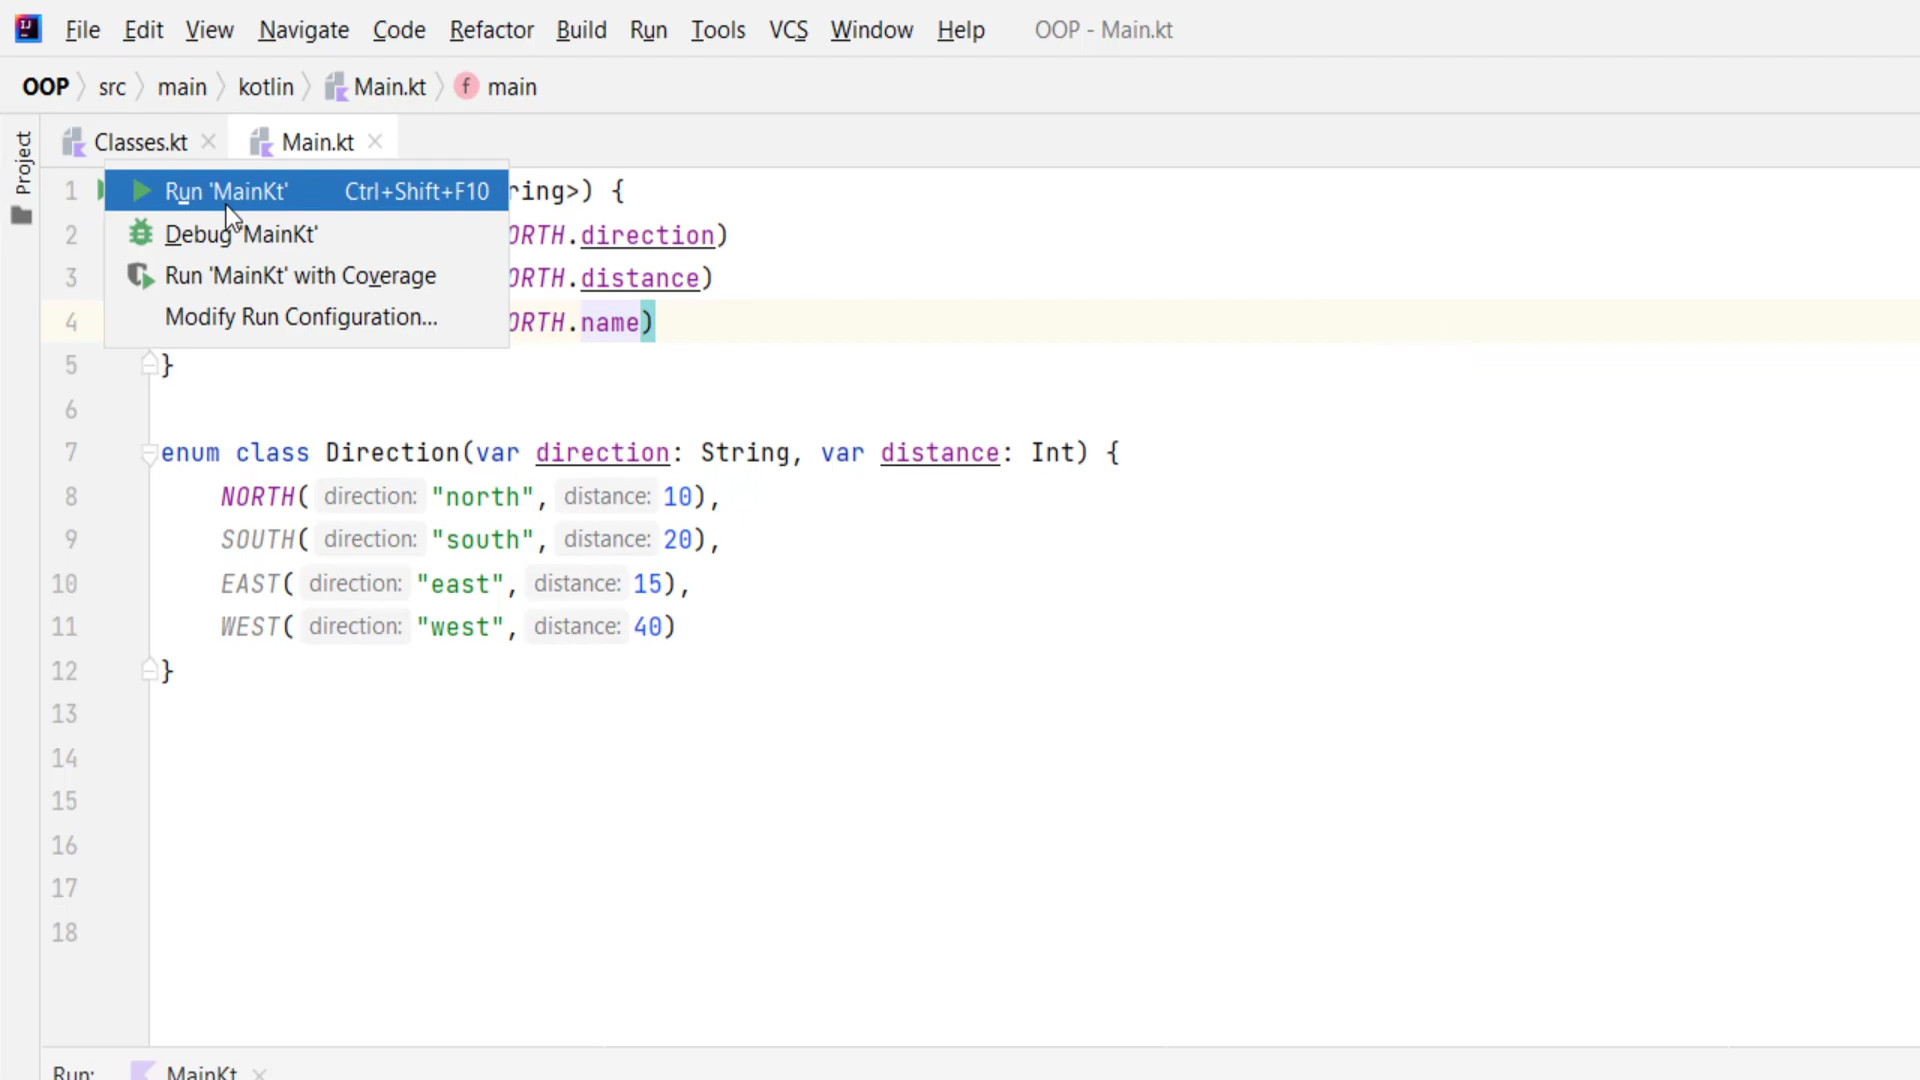 File Edit View Navigate Code Refactor Build Run Tools VCS Window Help OOP - Main.kt
OOP src main kotlin Main.kt f main
Project
Classes.kt Main.kt
Run 'MainKt' Ctrl+Shift+F10
Debug 'MainKt'
Run 'MainKt' with Coverage
Modify Run Configuration...
1 ring>) {
2 ORTH.direction)
3 ORTH.distance)
4 ORTH.name)
5 }
6
7 enum class Direction(var direction: String, var distance: Int) {
8 NORTH( direction: "north", distance: 10),
9 SOUTH( direction: "south", distance: 20),
10 EAST( direction: "east", distance: 15),
11 WEST( direction: "west", distance: 40)
12 }
13
14
15
16
17
18
Run: MainKt